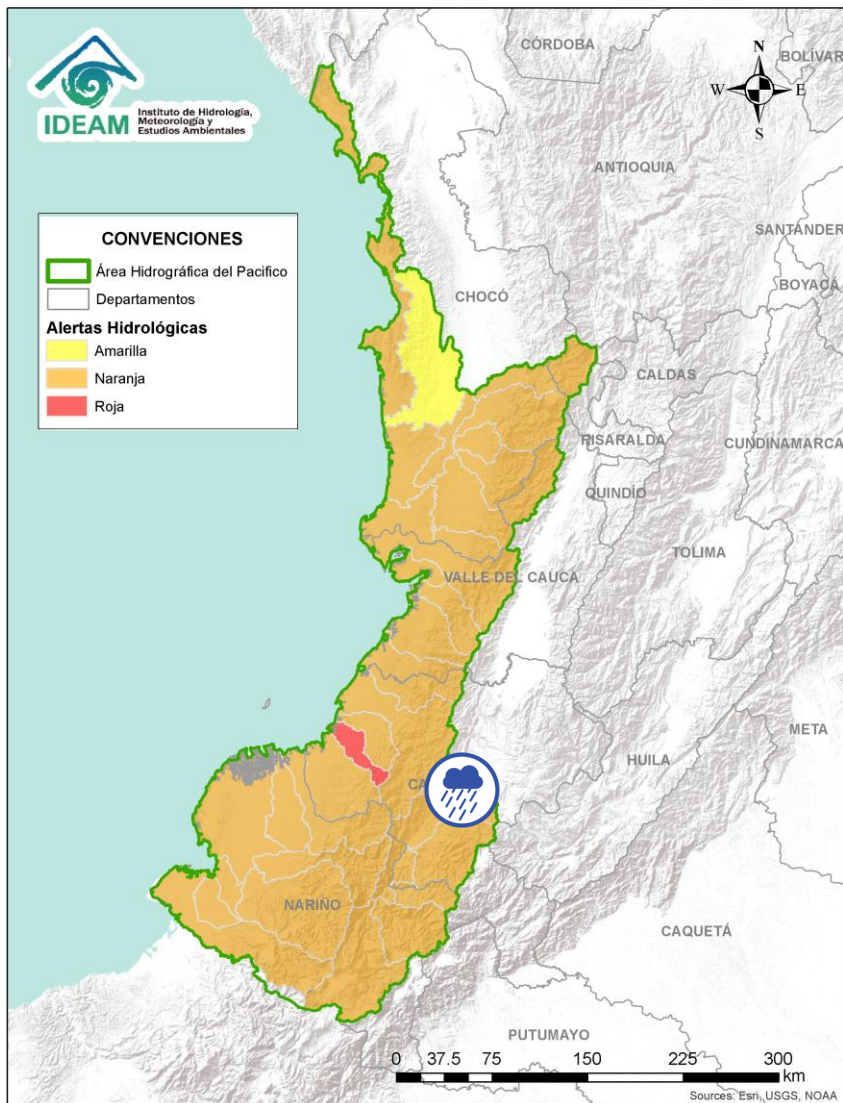 IDEAM
Instituto de Hidrología,
Meteorología y
Estudios Ambientales
CÓRDOBA
BOLÍVAR
N
W
E
S
ANTIOQUIA
SANTANDER
BOYACÁ
CONVENCIONES
Área Hidrográfica del Pacifico
Departamentos
Alertas Hidrológicas
Amarilla
Naranja
Roja
CHOCÓ
CALDAS
RISARALDA
CUNDINAMARCA
QUINDÍO
TOLIMA
VALLE DEL CAUCA
META
HUILA
CA
NARIÑO
CAQUETÁ
PUTUMAYO
0 37.5 75 150 225 300
km
Sources: Esri, USGS, NOAA